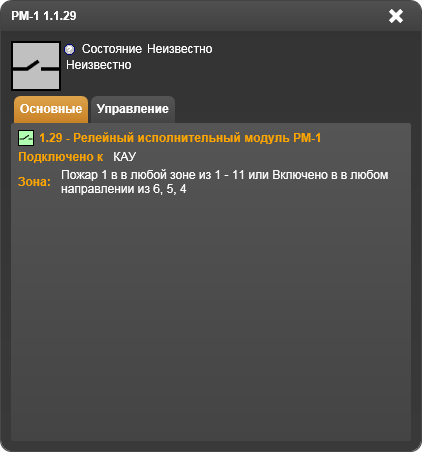 РМ-1 1.1.29
Состояние Неизвестно
Неизвестно
Основные Управление
1.29 - Релейный исполнительный модуль РМ-1
Подключено к КАУ
Зона: Пожар 1 в в любой зоне из 1 - 11 или Включено в в любом
направлении из 6, 5, 4